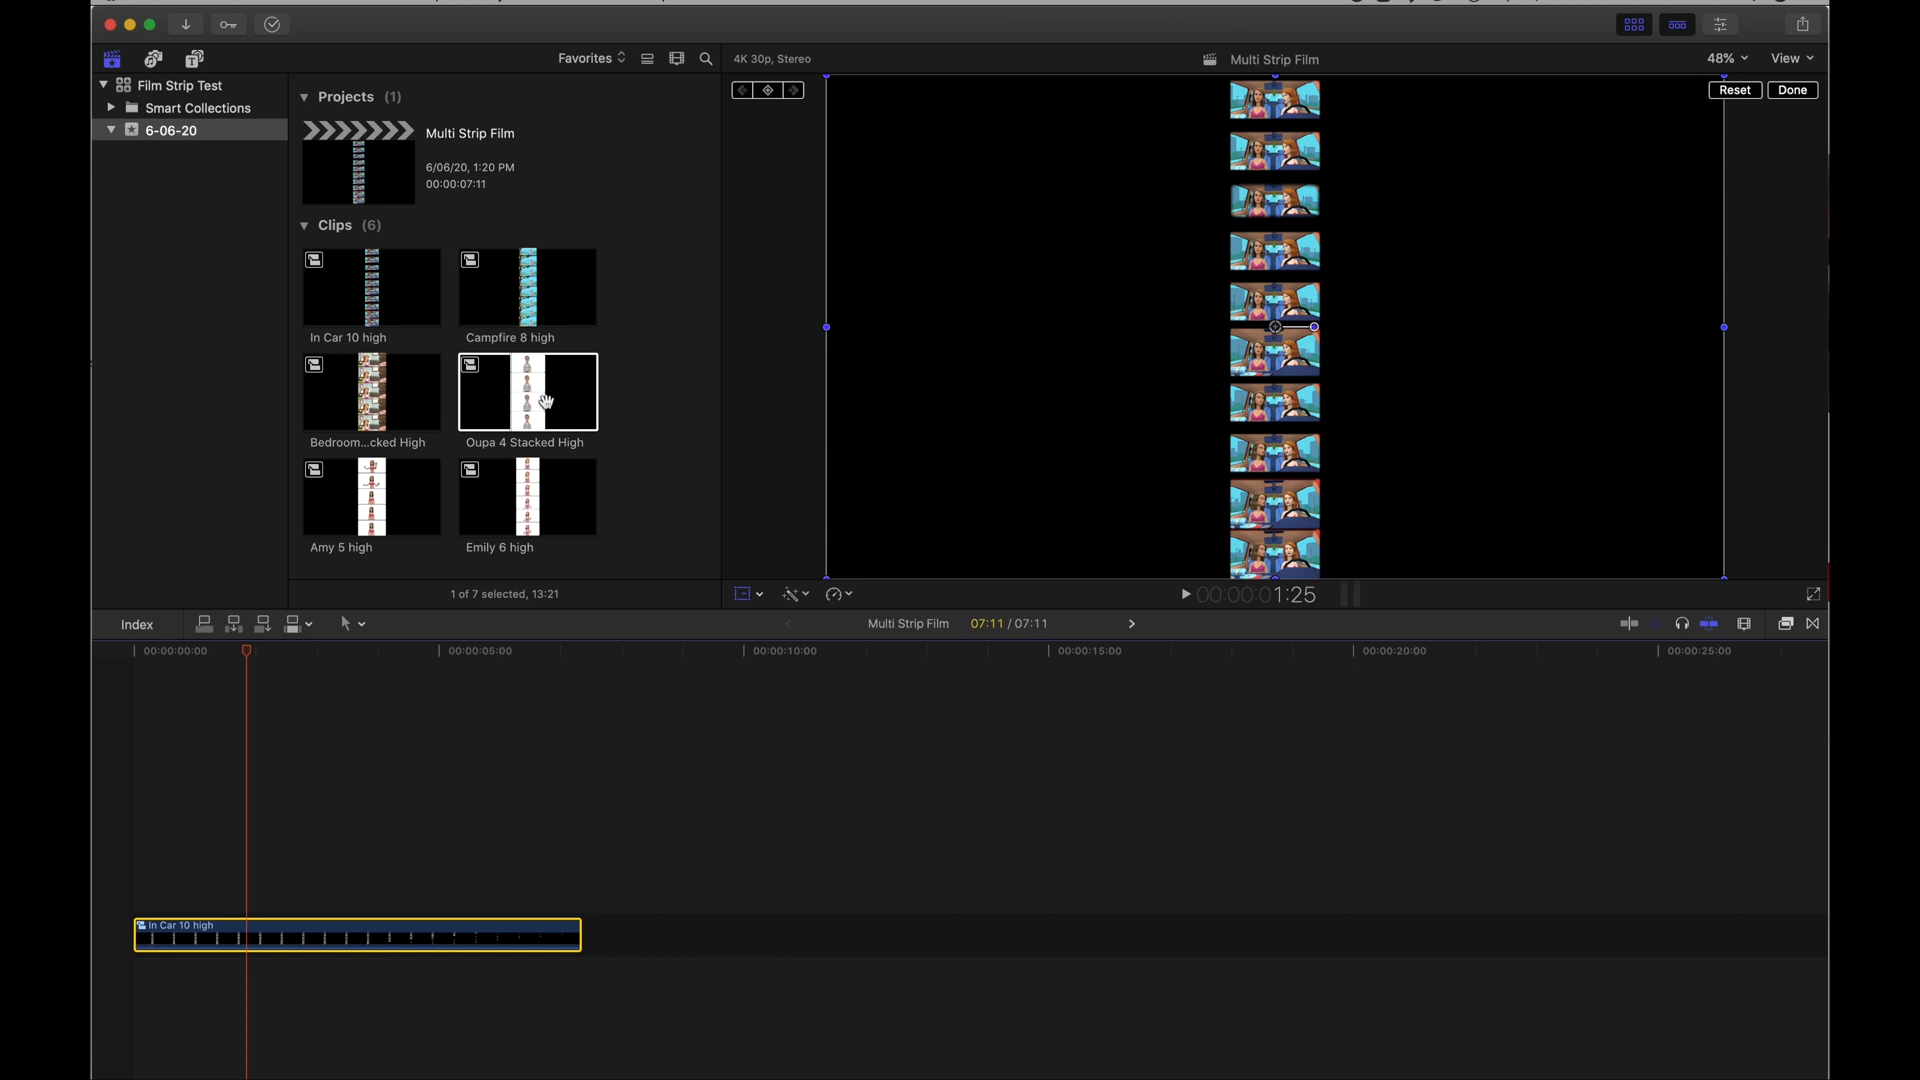 Favorites
4K 30p, Stereo
Multi Strip Film
48%
View
Film Strip Test
Smart Collections
6-06-20
Projects (1)
Multi Strip Film
6/06/20, 1:20 PM
00:00:07:11
Clips (6)
In Car 10 high
Campfire 8 high
Bedroom...cked High
Oupa 4 Stacked High
Amy 5 high
Emily 6 high
1 of 7 selected, 13:21
Reset
Done
00:00:01:25
Index
Multi Strip Film
07:11 / 07:11
00:00:00:00
00:00:05:00
00:00:10:00
00:00:15:00
00:00:20:00
00:00:25:00
In Car 10 high